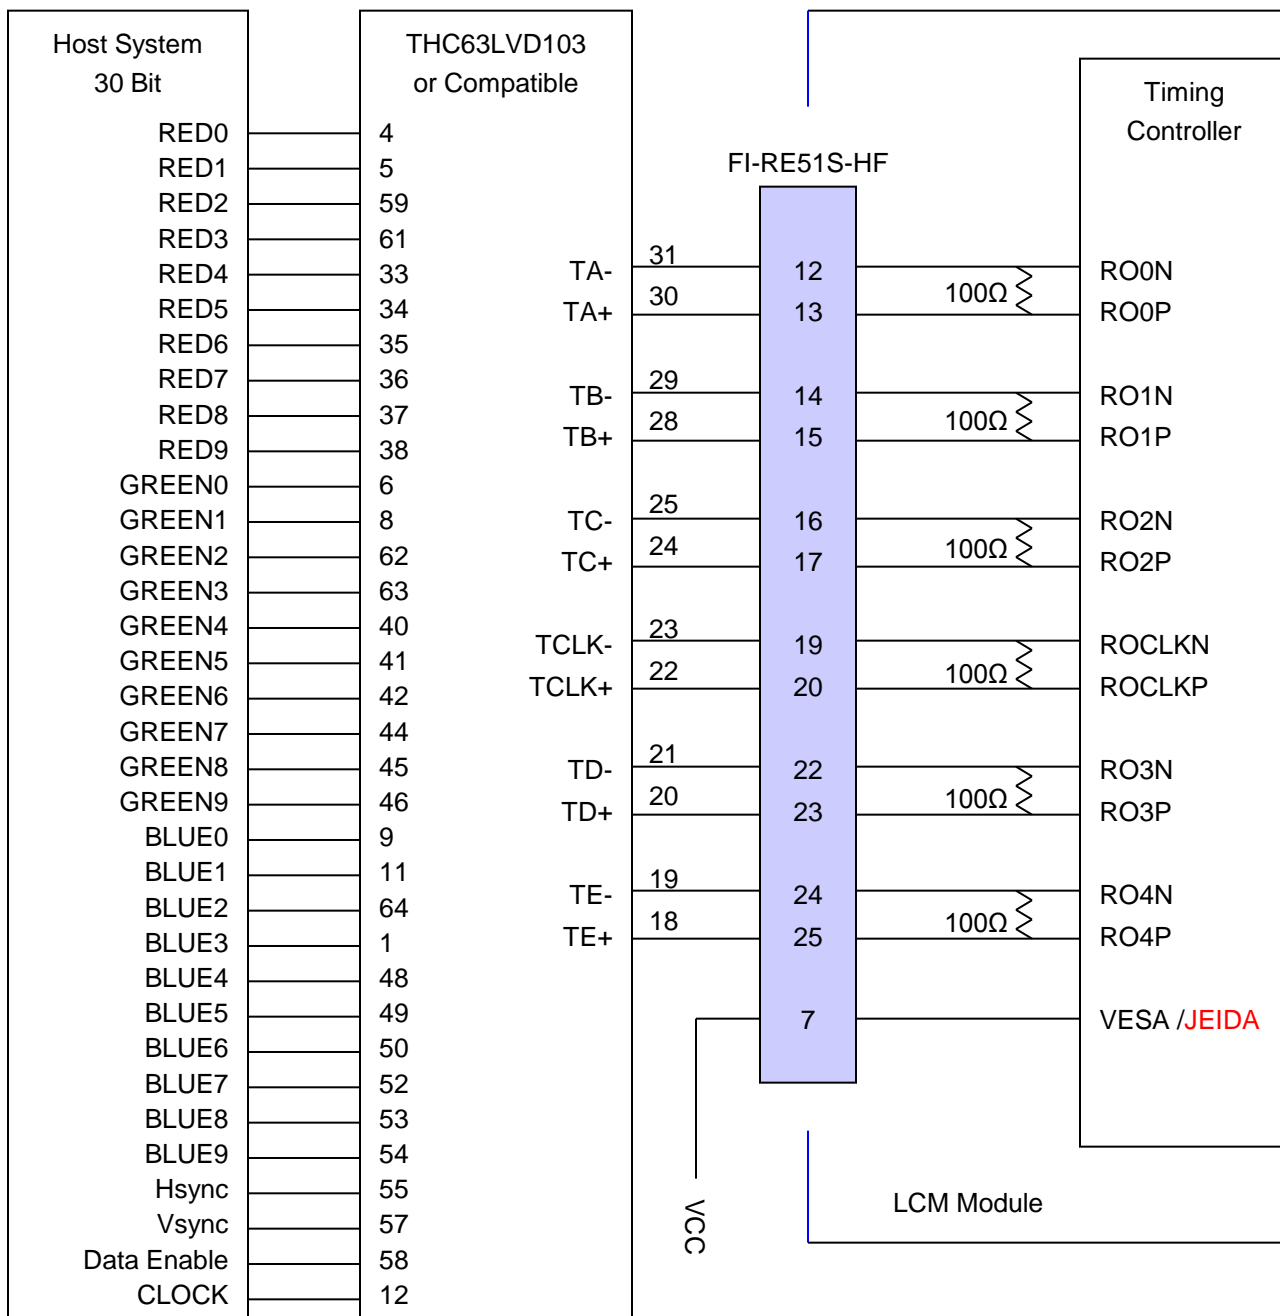 Host System
30 Bit
THC63LVD103
or Compatible
Timing
Controller
FI-RE51S-HF
RED0 4
RED1 5
RED2 59
RED3 61
RED4 33
RED5 34
RED6 35
RED7 36
RED8 37
RED9 38
GREEN0 6
GREEN1 8
GREEN2 62
GREEN3 63
GREEN4 40
GREEN5 41
GREEN6 42
GREEN7 44
GREEN8 45
GREEN9 46
BLUE0 9
BLUE1 11
BLUE2 64
BLUE3 1
BLUE4 48
BLUE5 49
BLUE6 50
BLUE7 52
BLUE8 53
BLUE9 54
Hsync 55
Vsync 57
Data Enable 58
CLOCK 12
TA- 31 12 RO0N
100Ω
TA+ 30 13 RO0P
TB- 29 14 RO1N
100Ω
TB+ 28 15 RO1P
TC- 25 16 RO2N
100Ω
TC+ 24 17 RO2P
TCLK- 23 19 ROCLKN
100Ω
TCLK+ 22 20 ROCLKP
TD- 21 22 RO3N
100Ω
TD+ 20 23 RO3P
TE- 19 24 RO4N
100Ω
TE+ 18 25 RO4P
7 VESA /JEIDA
VCC
LCM Module